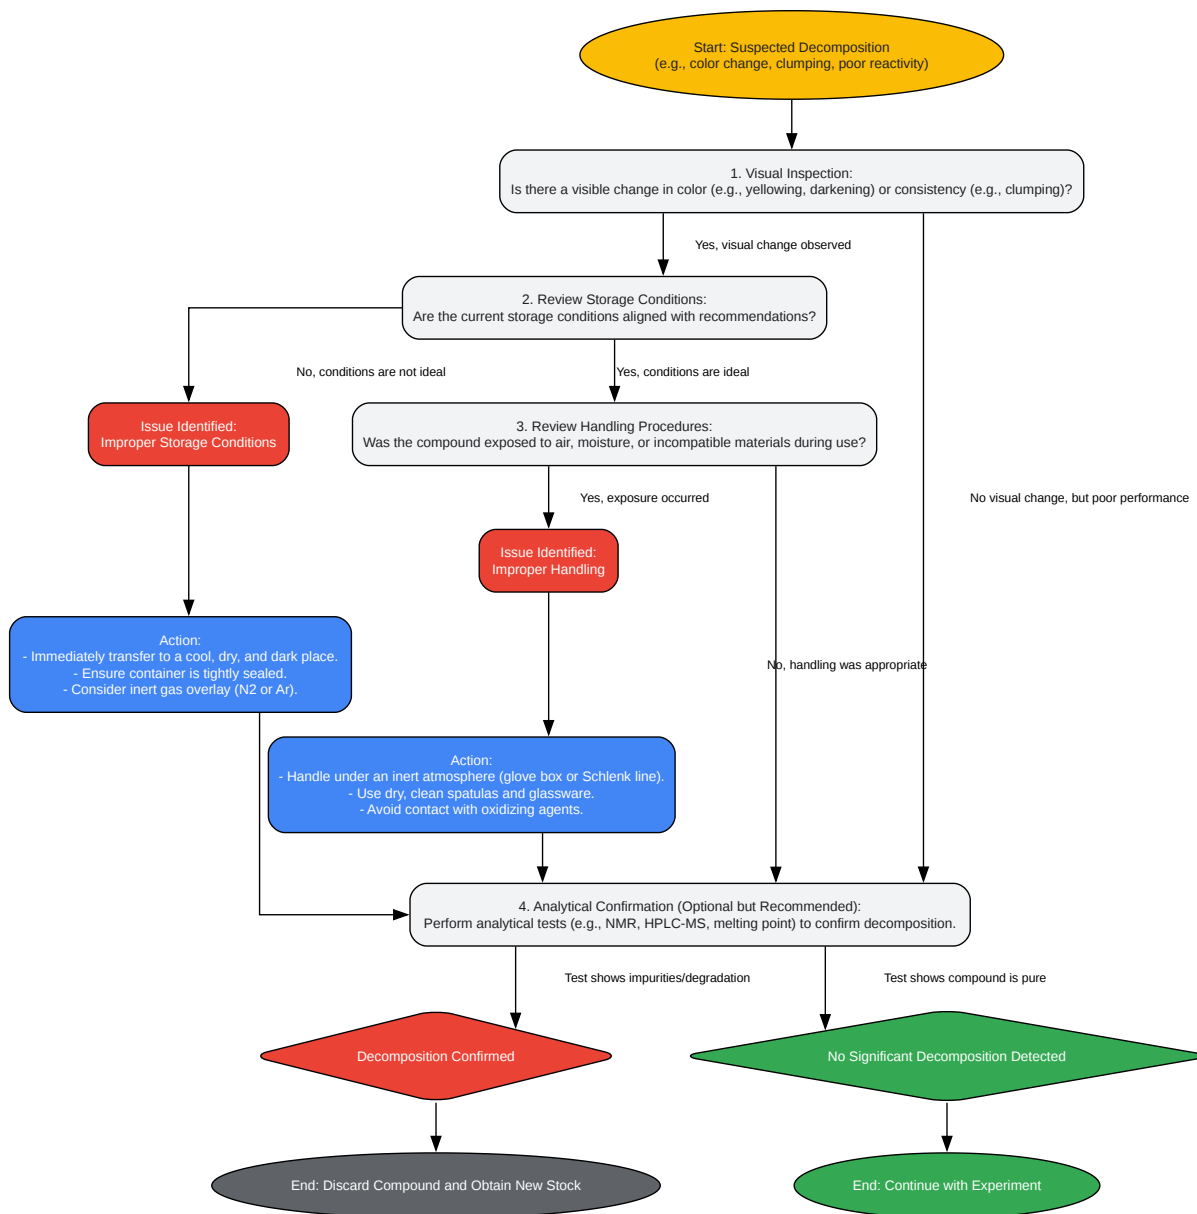 Start: Suspected Decomposition
(e.g., color change, clumping, poor reactivity)
1. Visual Inspection:
Is there a visible change in color (e.g., yellowing, darkening) or consistency (e.g., clumping)?
Yes, visual change observed
2. Review Storage Conditions:
Are the current storage conditions aligned with recommendations?
No, conditions are not ideal
Yes, conditions are ideal
Issue Identified:
Improper Storage Conditions
3. Review Handling Procedures:
Was the compound exposed to air, moisture, or incompatible materials during use?
Yes, exposure occurred
No visual change, but poor performance
Issue Identified:
Improper Handling
Action:
- Immediately transfer to a cool, dry, and dark place.
- Ensure container is tightly sealed.
- Consider inert gas overlay (N2 or Ar).
No, handling was appropriate
Action:
- Handle under an inert atmosphere (glove box or Schlenk line).
- Use dry, clean spatulas and glassware.
- Avoid contact with oxidizing agents.
4. Analytical Confirmation (Optional but Recommended):
Perform analytical tests (e.g., NMR, HPLC-MS, melting point) to confirm decomposition.
Test shows impurities/degradation
Test shows compound is pure
Decomposition Confirmed
No Significant Decomposition Detected
End: Discard Compound and Obtain New Stock
End: Continue with Experiment